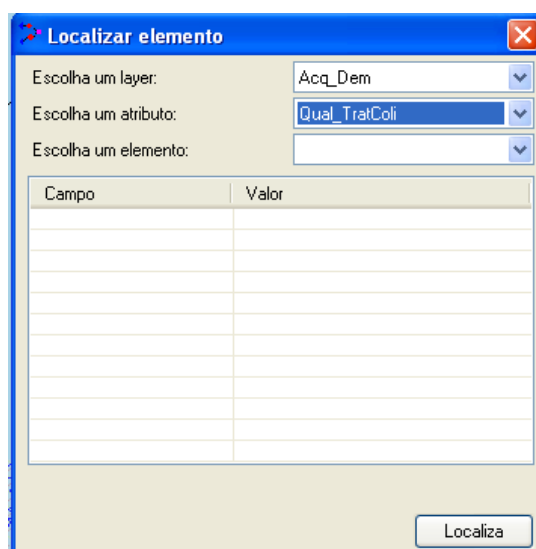 Localizar elemento
Escolha um layer: Acq_Dem
Escolha um atributo: Qual_TratColi
Escolha um elemento:
Campo Valor
Localiza